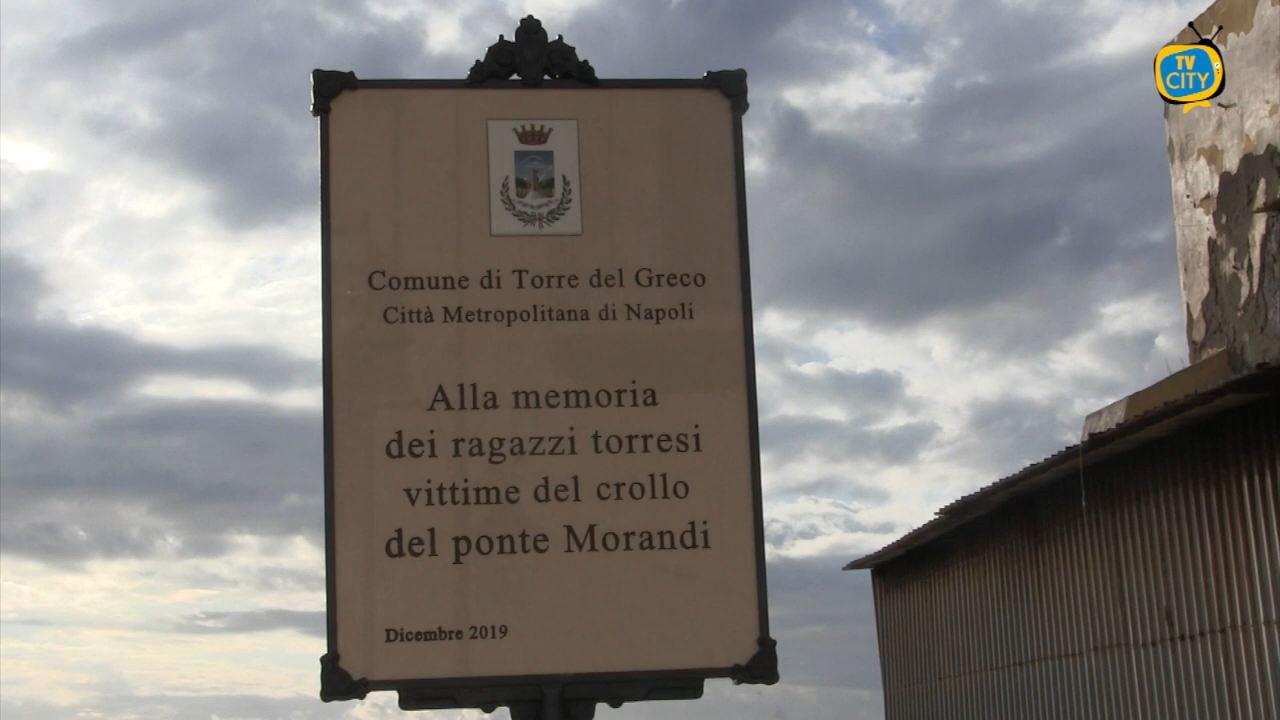 TV
CITY
Comune di Torre del Greco
Città Metropolitana di Napoli
Alla memoria
dei ragazzi torresi
vittime del crollo
del ponte Morandi
Dicembre 2019